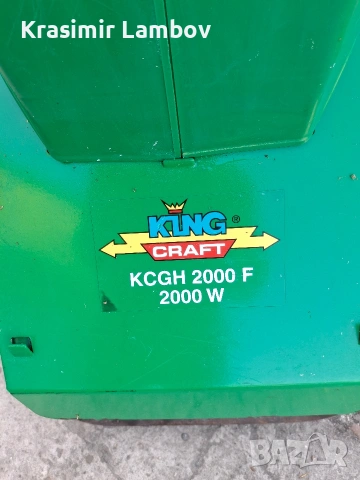 Krasimir Lambov
KING ®
CRAFT
KCGH 2000 F
2000 W
BAZAR